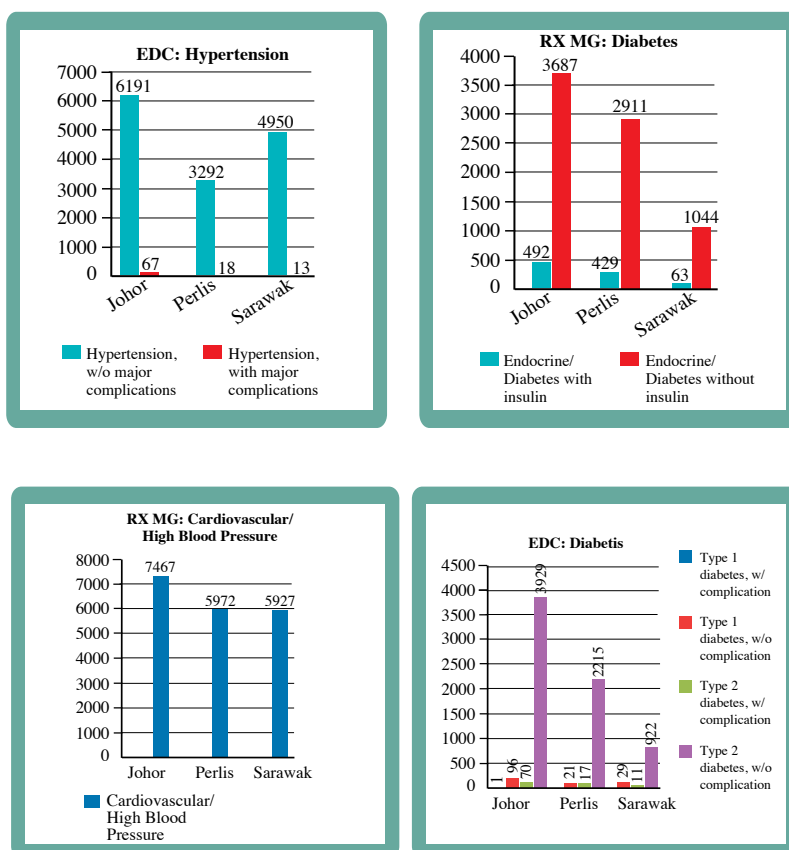 EDC: Hypertension
7000
6000
5000
4000
3000
2000
1000
0
6191
67
3292
18
4950
13
Johor
Perlis
Sarawak
Hypertension,
w/o major
complications
Hypertension,
with major
complications
RX MG: Diabetes
4000
3500
3000
2500
2000
1500
1000
500
0
492
3687
429
2911
63
1044
Johor
Perlis
Sarawak
Endocrine/
Diabetes with
insulin
Endocrine/
Diabetes without
insulin
RX MG: Cardiovascular/
High Blood Pressure
8000
7000
6000
5000
4000
3000
2000
1000
0
7467
5972
5927
Johor
Perlis
Sarawak
Cardiovascular/
High Blood
Pressure
EDC: Diabetis
4500
4000
3500
3000
2500
2000
1500
1000
500
0
1
96
70
3929
21
17
2215
29
11
922
Johor
Perlis
Sarawak
Type 1
diabetes, w/
complication
Type 1
diabetes, w/o
complication
Type 2
diabetes, w/
complication
Type 2
diabetes, w/o
complication